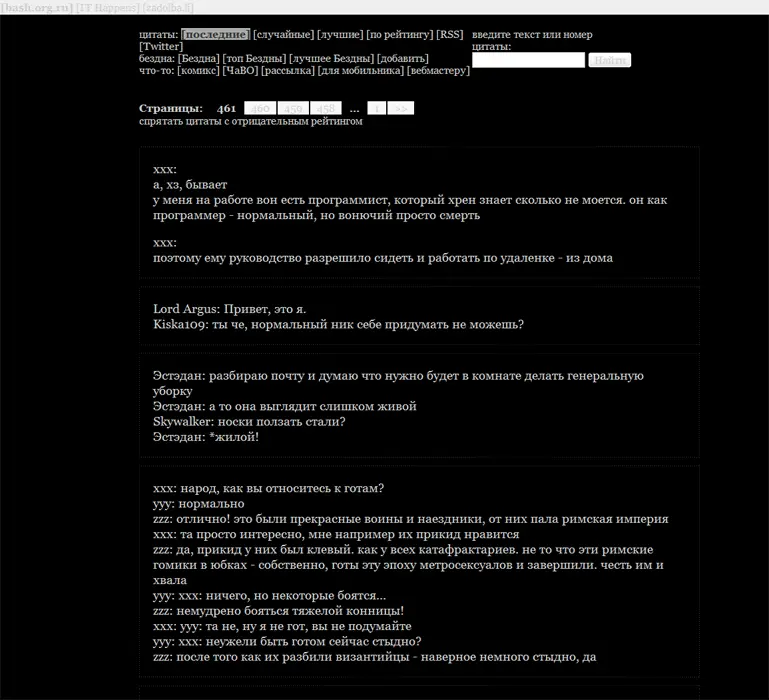 [bash.org.ru] [IT Happens] [zadolba.li]
цитаты: [последние] [случайные] [лучшие] [по рейтингу] [RSS]
[Twitter]
бездна: [Бездна] [топ Бездны] [лучшее Бездны] [добавить]
что-то: [комикс] [ЧаВО] [рассылка] [для мобильника] [вебмастеру]
введите текст или номер
цитаты:
Найти
Страницы: 461 460 459 458 ... 1 >>
спрятать цитаты с отрицательным рейтингом
xxx:
а, хз, бывает
у меня на работе вон есть программист, который хрен знает сколько не моется. он как
программер - нормальный, но вонючий просто смерть
xxx:
поэтому ему руководство разрешило сидеть и работать по удаленке - из дома
Lord Argus: Привет, это я.
Kiska109: ты че, нормальный ник себе придумать не можешь?
Эстэдан: разбираю почту и думаю что нужно будет в комнате делать генеральную
уборку
Эстэдан: а то она выглядит слишком живой
Skywalker: носки ползать стали?
Эстэдан: *жилой!
xxx: народ, как вы относитесь к готам?
yyy: нормально
zzz: отлично! это были прекрасные воины и наездники, от них пала римская империя
xxx: та просто интересно, мне например их прикид нравится
zzz: да, прикид у них был клевый. как у всех катафрактариев. не то что эти римские
гомики в юбках - собственно, готы эту эпоху метросексуалов и завершили. честь им и
хвала
yyy: xxx: ничего, но некоторые боятся...
zzz: немудрено бояться тяжелой конницы!
xxx: yyy: та не, ну я не гот, вы не подумайте
yyy: xxx: неужели быть готом сейчас стыдно?
zzz: после того как их разбили византийцы - наверное немного стыдно, да